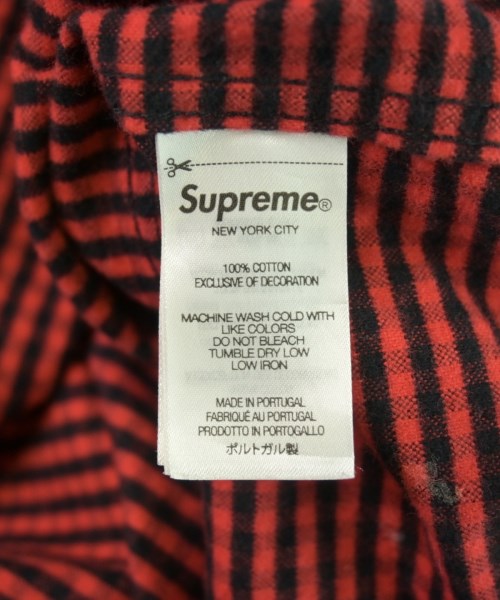 Supreme®
NEW YORK CITY
100% COTTON
EXCLUSIVE OF DECORATION
MACHINE WASH COLD WITH
LIKE COLORS
DO NOT BLEACH
TUMBLE DRY LOW
LOW IRON
MADE IN PORTUGAL
FABRIQUÉ AU PORTUGAL
PRODOTTO IN PORTOGALLO
ポルトガル製